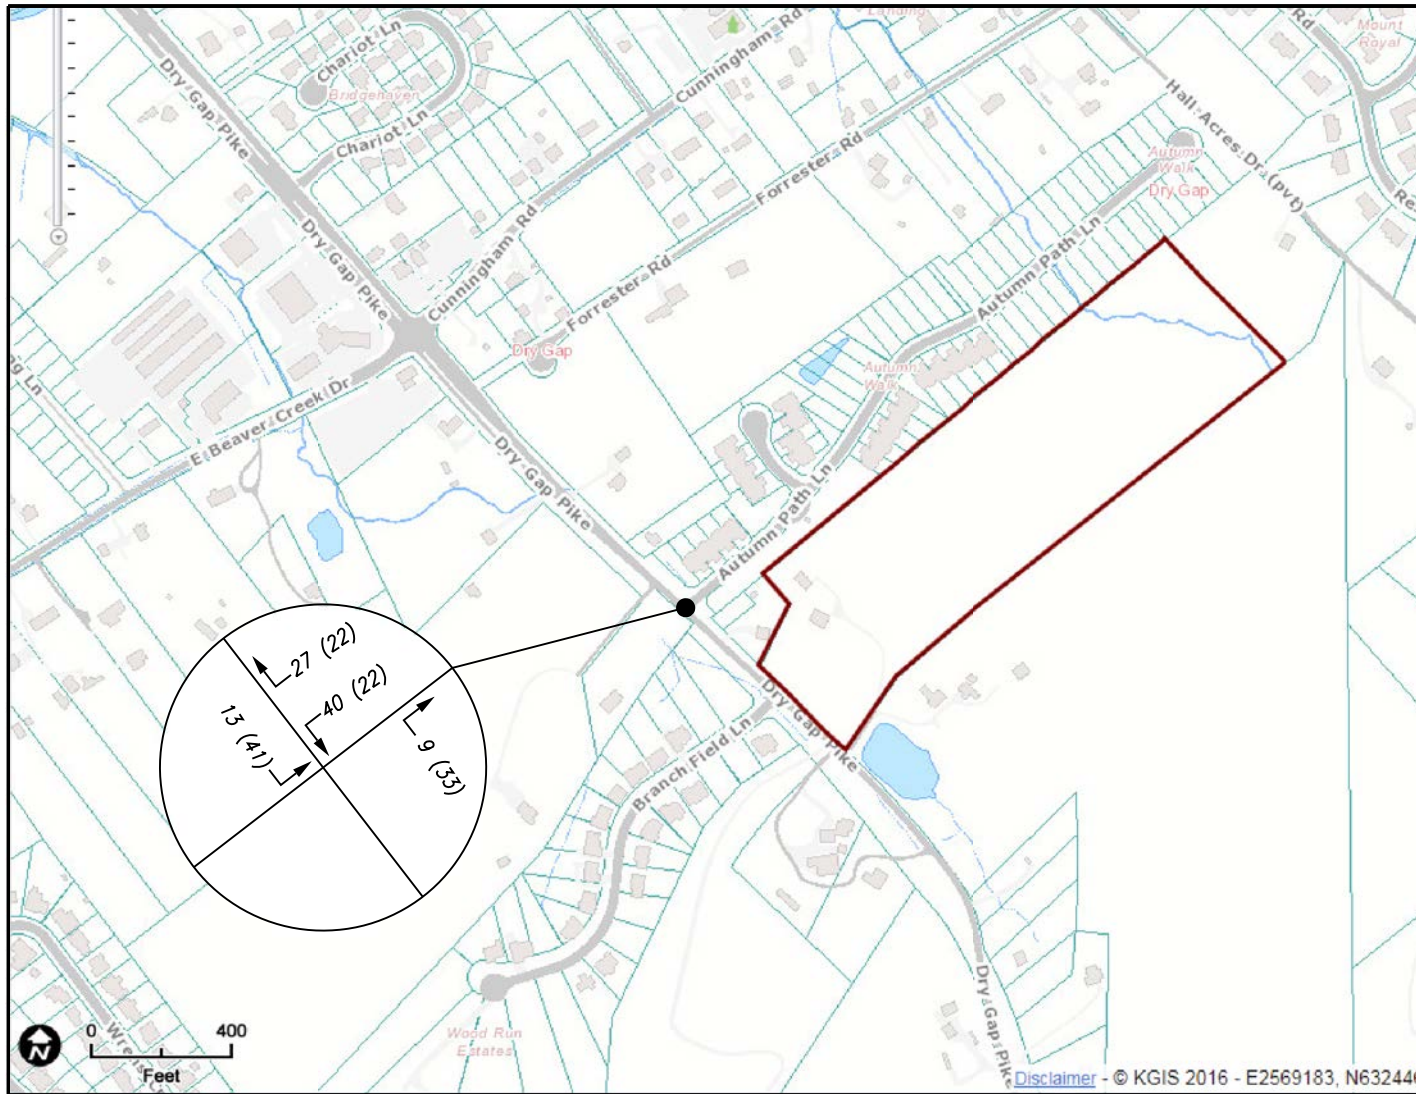 Landing
Rd
Mount
Royal
Chariot Ln
Bridgehaven
Dry Gap Pike
Cunningham Rd
Hall Acres Dr (pvt)
Chariot Ln
Forrester Rd
Autumn
Walk
Dry Gap
Dry Gap Pike
Cunningham Rd
Autumn Path Ln
Forrester Rd
Dry Gap
Autumn
Walk
E Beaver Creek Dr
Dry Gap Pike
Autumn Path Ln
27 (22)
40 (22)
13 (41)
9 (33)
Dry Gap Pike
Branch Field Ln
Dry Gap Pike
Wood Run
Estates
N
0 400
Feet
Disclaimer - © KGIS 2016 - E2569183, N632446